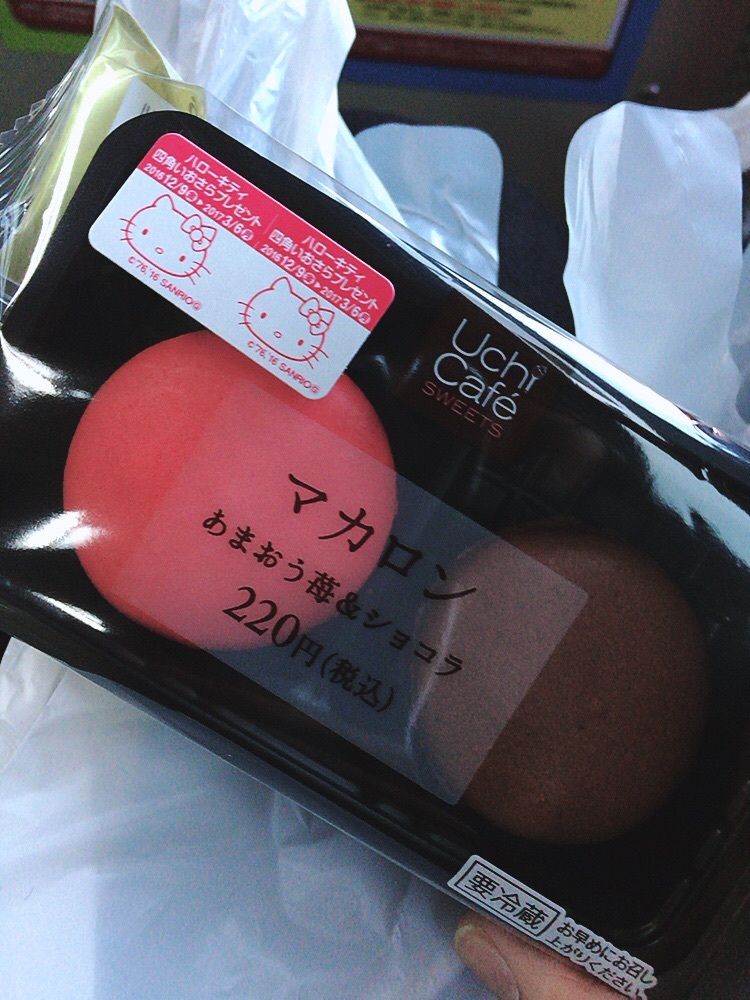 ハローキティ
四角いおさらプレゼント
2016 12/9金▶2017 3/6月
©'76,'16 SANRIO
ハローキティ
四角いおさらプレゼント
2016 12/9金▶2017 3/6月
©'76,'16 SANRIO
Uchi
Café
SWEETS
マカロン
あまおう苺&ショコラ
220円(税込)
要冷蔵
お早めにお召し
上がりください。